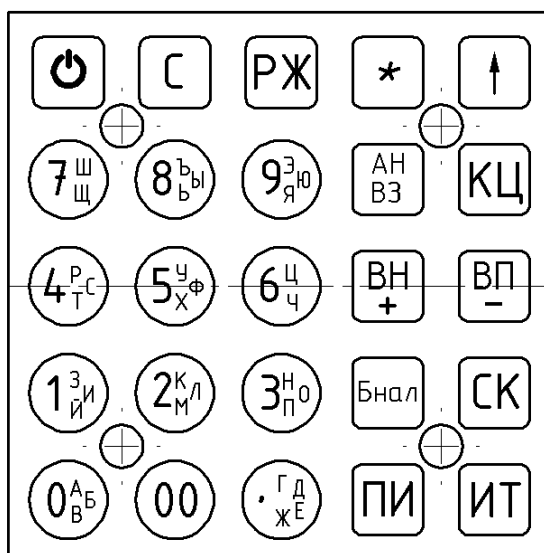 С РЖ * ↑
7 Ш Щ 8 Ъ Ы Ь 9 Э Ю Я АН ВЗ КЦ
4 Р С Т 5 У Ф Х 6 Ц Ч ВН + ВП −
1 З И Й 2 К Л М 3 Н О П Бнал СК
0 А Б В 00 . Г Д Ж Е ПИ ИТ